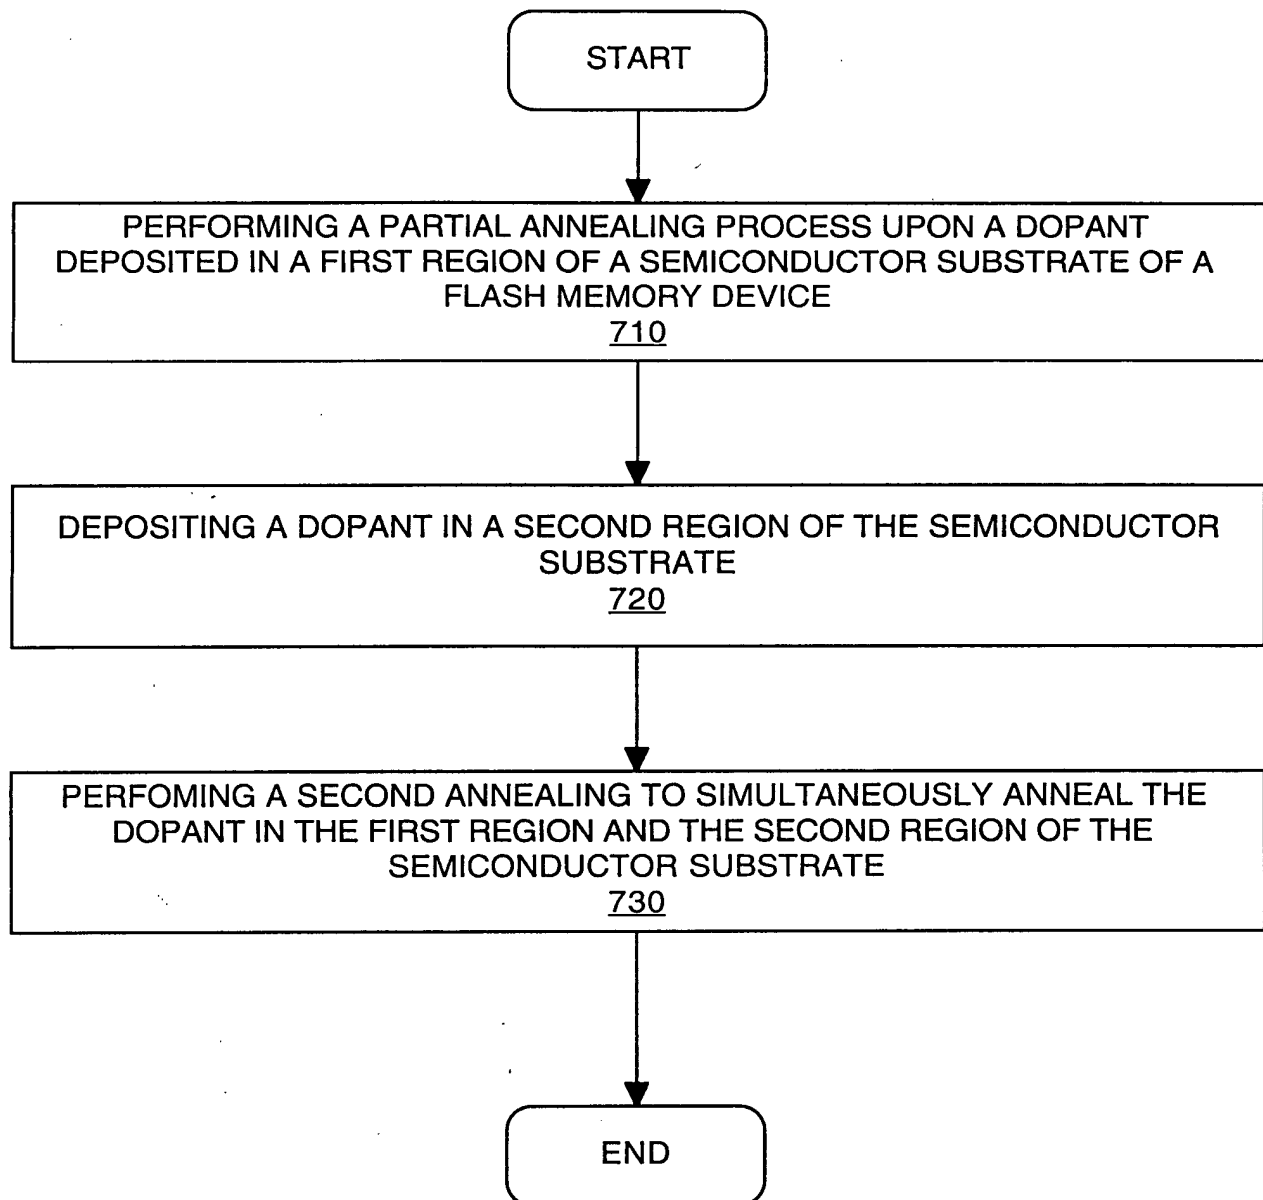 START
PERFORMING A PARTIAL ANNEALING PROCESS UPON A DOPANT
DEPOSITED IN A FIRST REGION OF A SEMICONDUCTOR SUBSTRATE OF A
FLASH MEMORY DEVICE
710
DEPOSITING A DOPANT IN A SECOND REGION OF THE SEMICONDUCTOR
SUBSTRATE
720
PERFOMING A SECOND ANNEALING TO SIMULTANEOUSLY ANNEAL THE
DOPANT IN THE FIRST REGION AND THE SECOND REGION OF THE
SEMICONDUCTOR SUBSTRATE
730
END